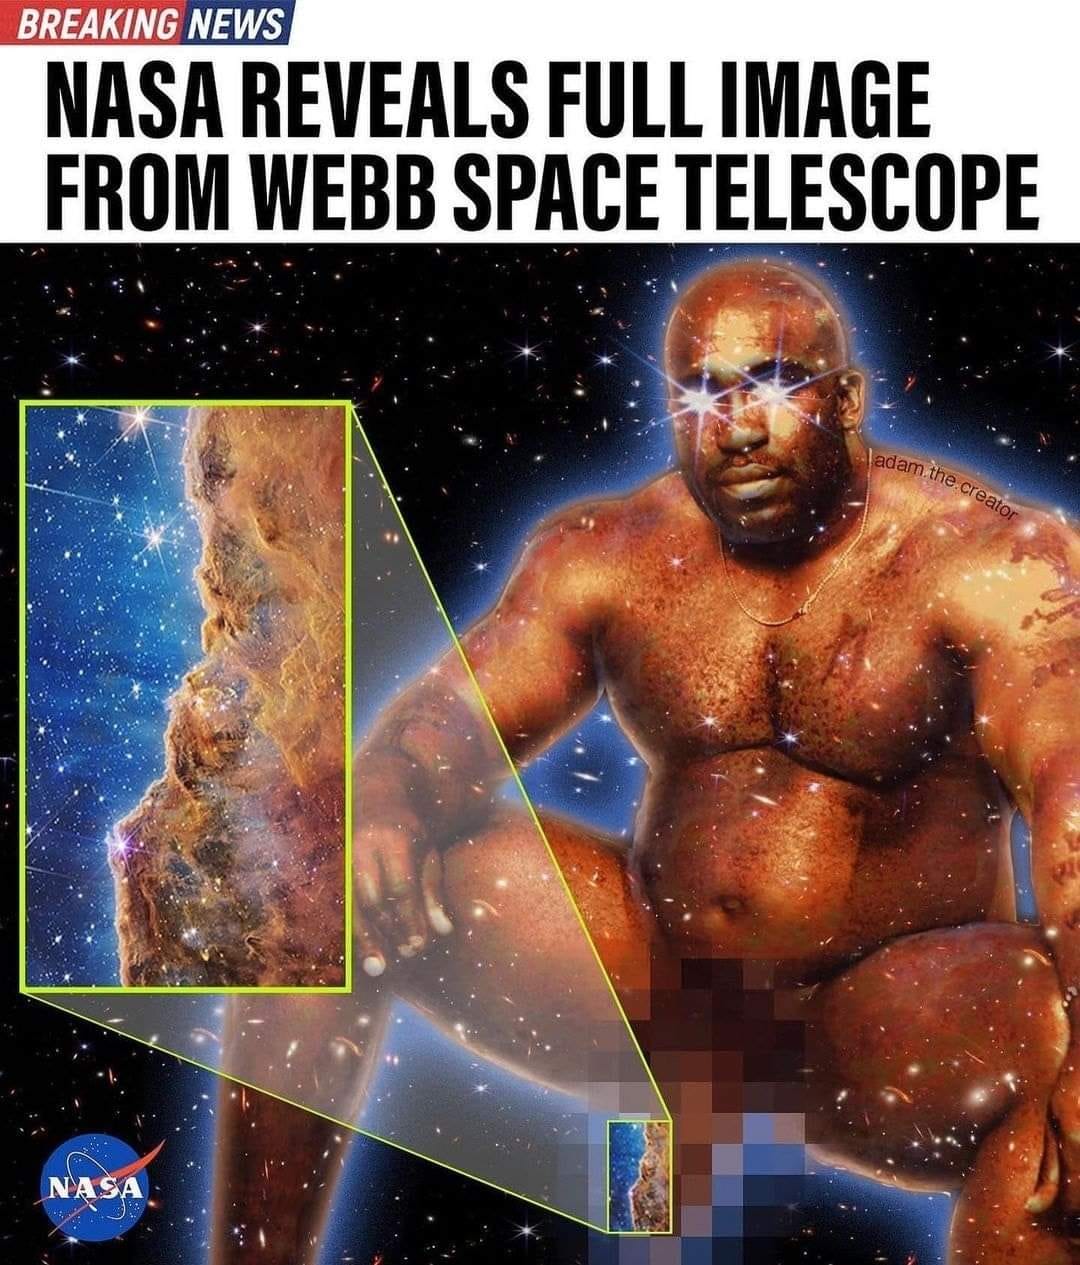 BREAKING NEWS
NASA REVEALS FULL IMAGE
FROM WEBB SPACE TELESCOPE
adam.the.creator
NASA